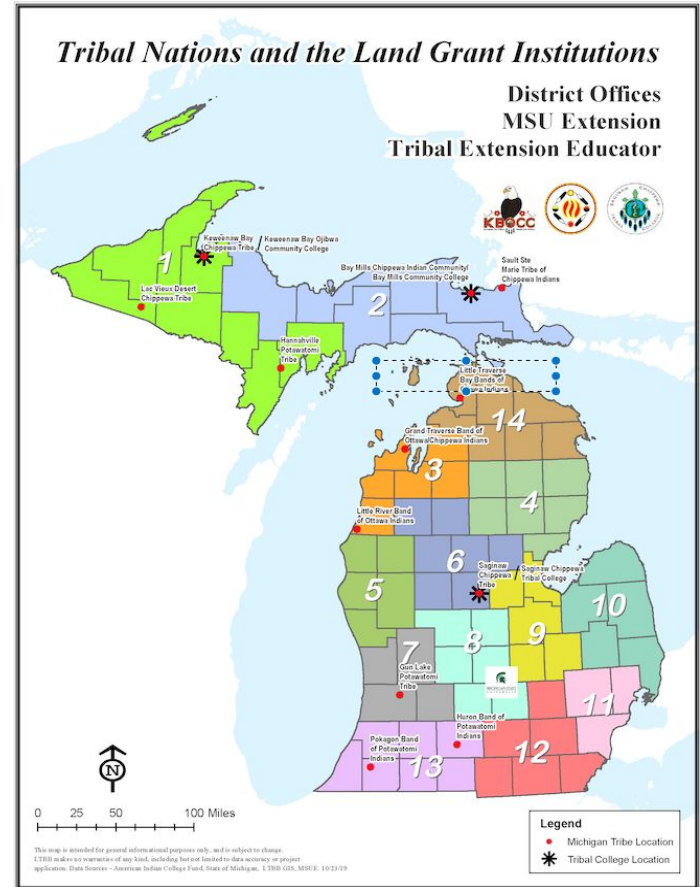 Tribal Nations and the Land Grant Institutions
District Offices
MSU Extension
Tribal Extension Educator
KBOCC
Keweenaw Bay
Chippewa Tribe
Keweenaw Bay Ojibwa
Community College
1
Lac Vieux Desert
Chippewa Tribe
Bay Mills Chippewa Indian Community/
Bay Mills Community College
Sault Ste
Marie Tribe of
Chippewa Indians
2
Hannahville
Potawatomi
Tribe
Little Traverse
Bay Bands of
Indians
14
Grand Traverse Band of
Ottawa/Chippewa Indians
3
4
Little River Band
of Ottawa Indians
6
Saginaw
Chippewa
Tribe
Saginaw Chippewa
Tribal College
5
10
9
8
7
Gun Lake
Potawatomi
Tribe
11
Huron Band of
Potawatomi
Indians
12
Pokagon Band
of Potawatomi
Indians
13
N
0 25 50 100 Miles
Legend
Michigan Tribe Location
Tribal College Location
This map is intended for general informational purposes only, and is subject to change.
LTBB makes no warranties of any kind, including but not limited to data accuracy or project
application. Data Sources - American Indian College Fund, State of Michigan, LTBB GIS, MSUE. 10/23/19